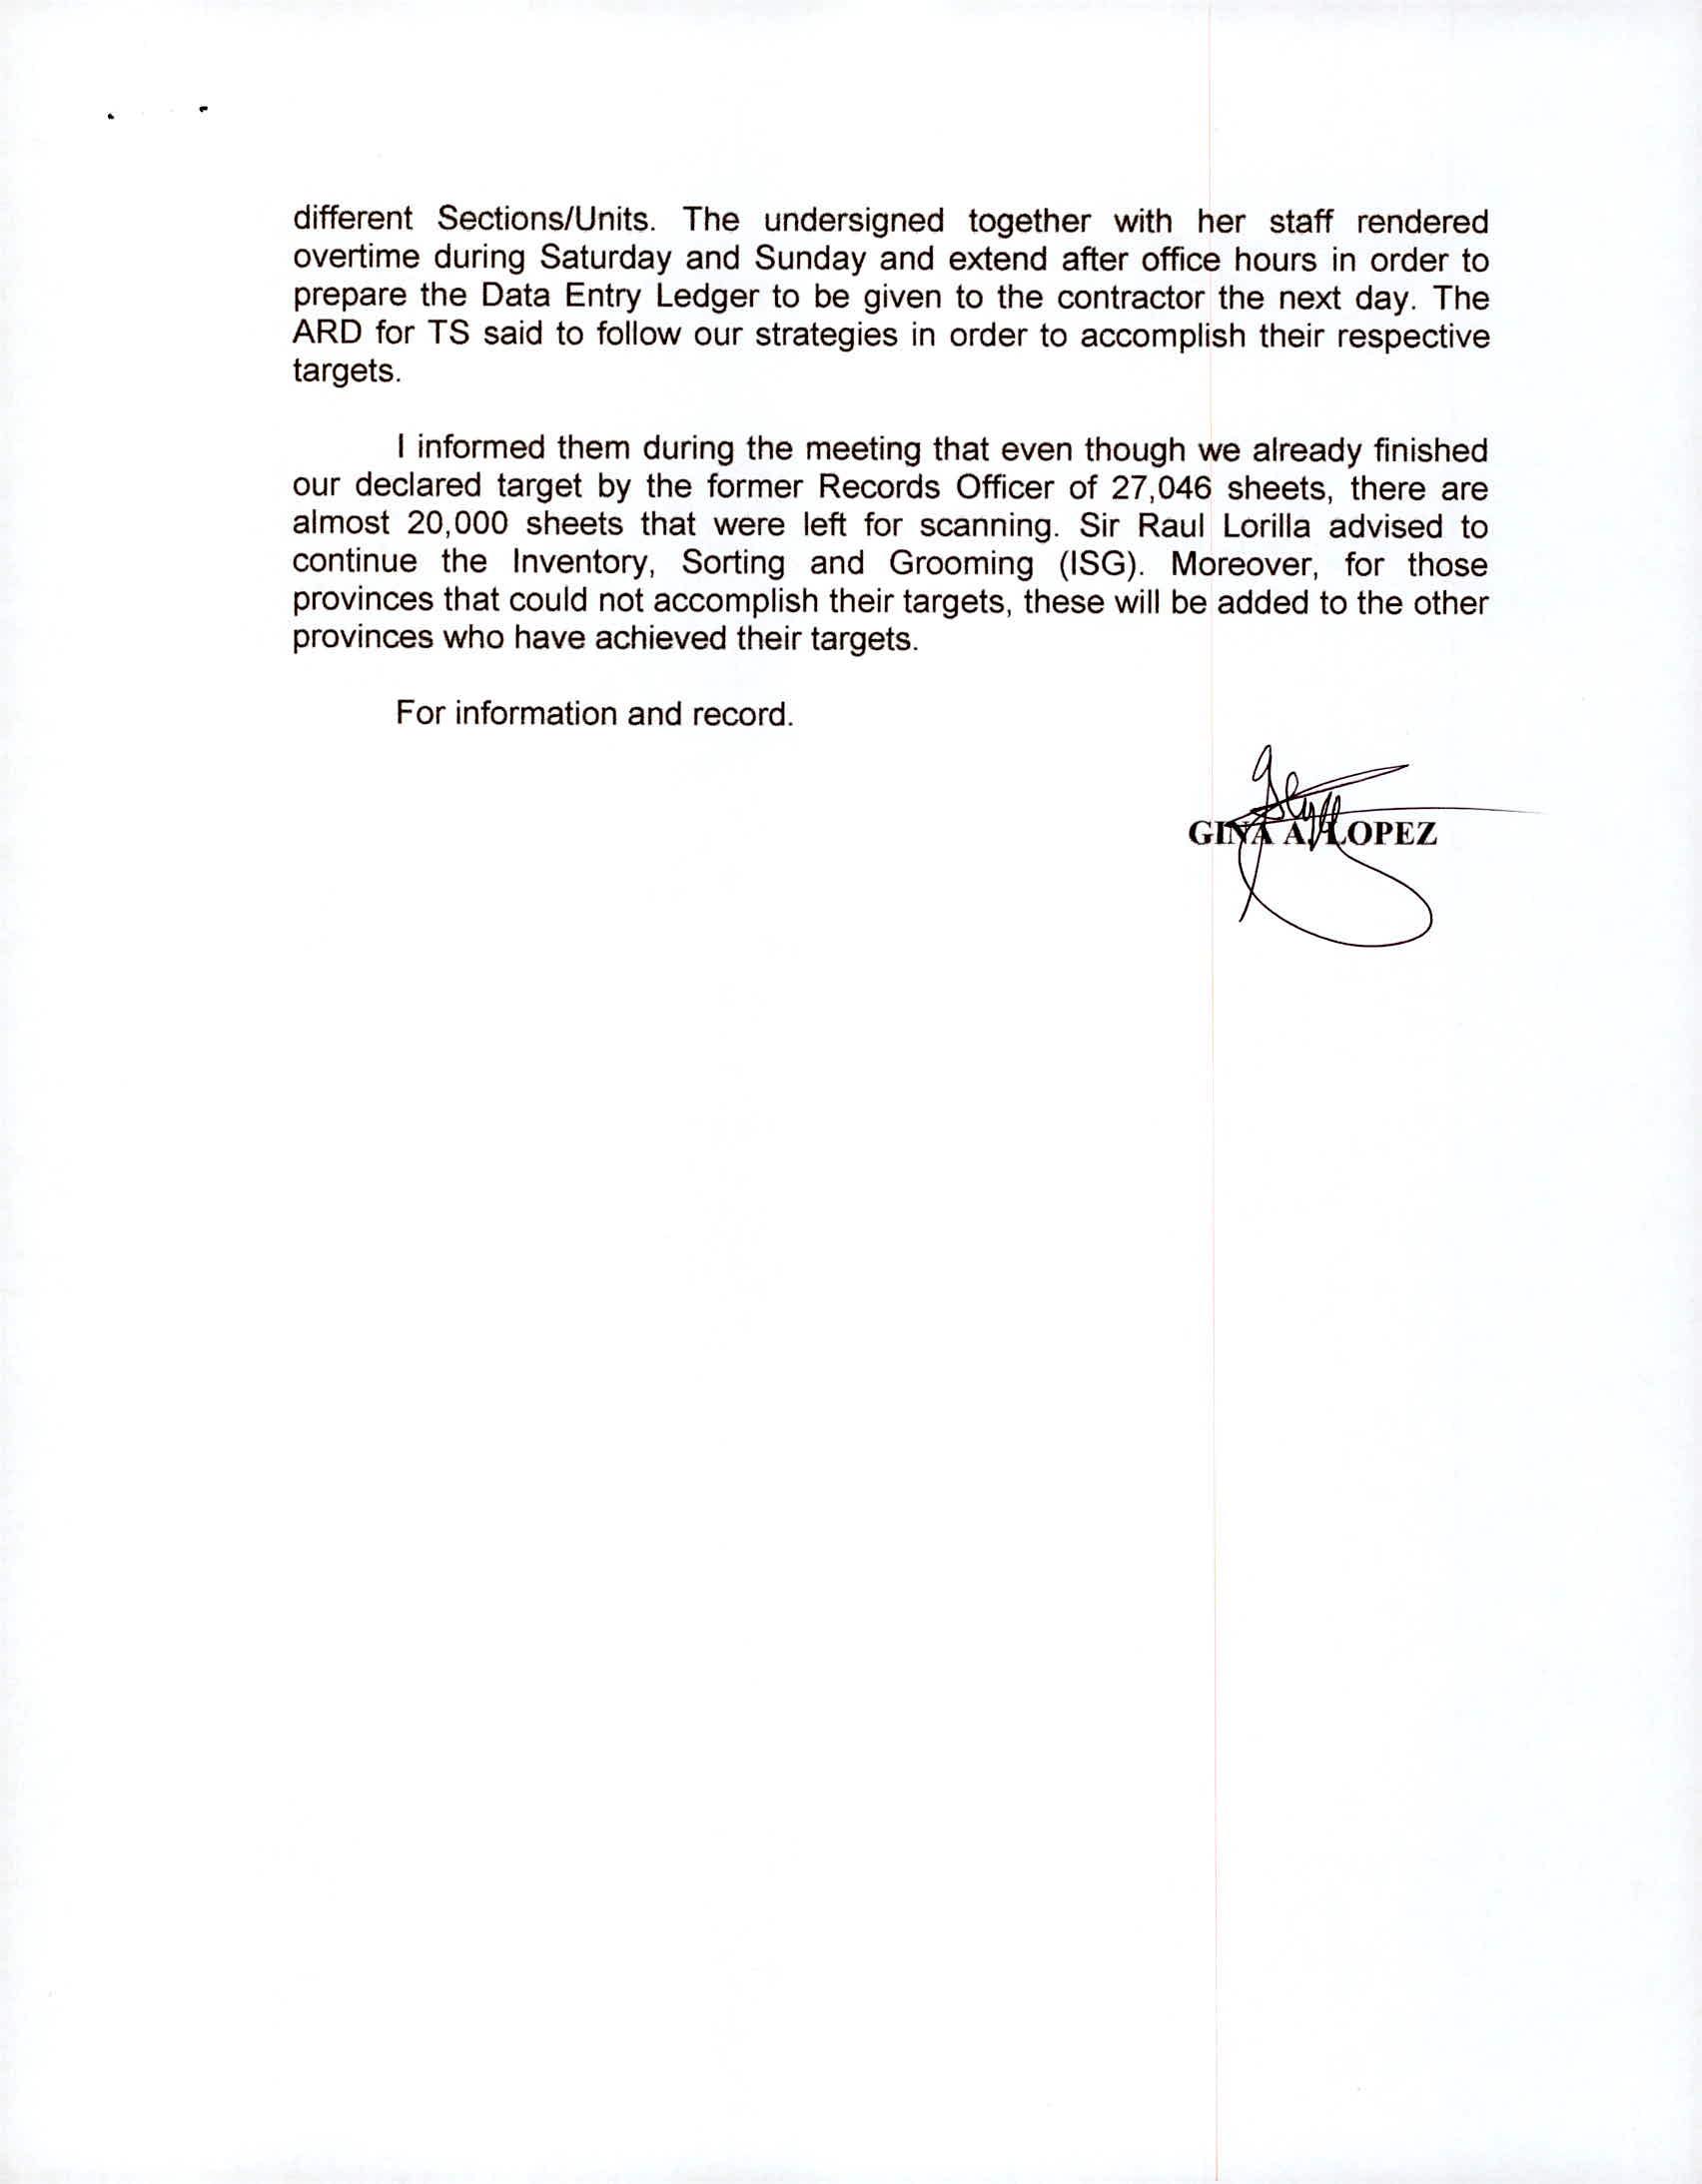 different Sections/Units. The undersigned together with her staff rendered
overtime during Saturday and Sunday and extend after office hours in order to
prepare the Data Entry Ledger to be given to the contractor the next day. The
ARD for TS said to follow our strategies in order to accomplish their respective
targets.
I informed them during the meeting that even though we already finished
our declared target by the former Records Officer of 27,046 sheets, there are
almost 20,000 sheets that were left for scanning. Sir Raul Lorilla advised to
continue the Inventory, Sorting and Grooming (ISG). Moreover, for those
provinces that could not accomplish their targets, these will be added to the other
provinces who have achieved their targets.
For information and record.
GINA A. LOPEZ